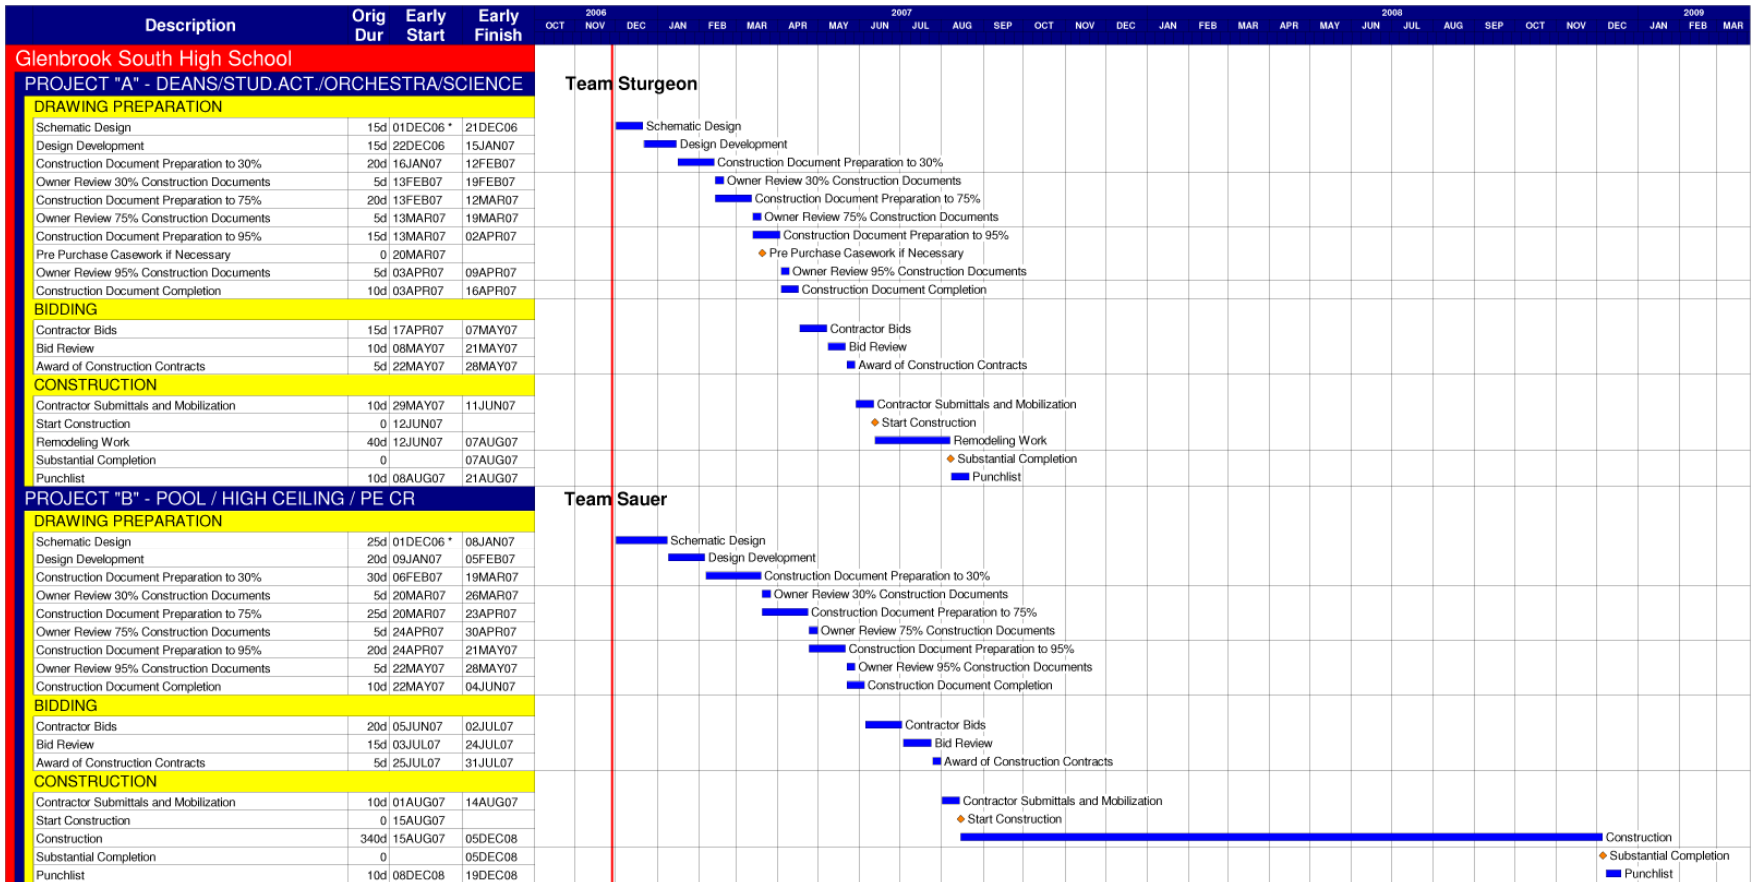 2006 2007 2008 2009
Description Orig Dur Early Start Early Finish OCT NOV DEC JAN FEB MAR APR MAY JUN JUL AUG SEP OCT NOV DEC JAN FEB MAR APR MAY JUN JUL AUG SEP OCT NOV DEC JAN FEB MAR
Glenbrook South High School
PROJECT "A" - DEANS/STUD.ACT./ORCHESTRA/SCIENCE Team Sturgeon
DRAWING PREPARATION
Schematic Design 15d 01DEC06 * 21DEC06 Schematic Design
Design Development 15d 22DEC06 15JAN07 Design Development
Construction Document Preparation to 30% 20d 16JAN07 12FEB07 Construction Document Preparation to 30%
Owner Review 30% Construction Documents 5d 13FEB07 19FEB07 Owner Review 30% Construction Documents
Construction Document Preparation to 75% 20d 13FEB07 12MAR07 Construction Document Preparation to 75%
Owner Review 75% Construction Documents 5d 13MAR07 19MAR07 Owner Review 75% Construction Documents
Construction Document Preparation to 95% 15d 13MAR07 02APR07 Construction Document Preparation to 95%
Pre Purchase Casework if Necessary 0 20MAR07 Pre Purchase Casework if Necessary
Owner Review 95% Construction Documents 5d 03APR07 09APR07 Owner Review 95% Construction Documents
Construction Document Completion 10d 03APR07 16APR07 Construction Document Completion
BIDDING
Contractor Bids 15d 17APR07 07MAY07 Contractor Bids
Bid Review 10d 08MAY07 21MAY07 Bid Review
Award of Construction Contracts 5d 22MAY07 28MAY07 Award of Construction Contracts
CONSTRUCTION
Contractor Submittals and Mobilization 10d 29MAY07 11JUN07 Contractor Submittals and Mobilization
Start Construction 0 12JUN07 Start Construction
Remodeling Work 40d 12JUN07 07AUG07 Remodeling Work
Substantial Completion 0 07AUG07 Substantial Completion
Punchlist 10d 08AUG07 21AUG07 Punchlist
PROJECT "B" - POOL / HIGH CEILING / PE CR Team Sauer
DRAWING PREPARATION
Schematic Design 25d 01DEC06 * 08JAN07 Schematic Design
Design Development 20d 09JAN07 05FEB07 Design Development
Construction Document Preparation to 30% 30d 06FEB07 19MAR07 Construction Document Preparation to 30%
Owner Review 30% Construction Documents 5d 20MAR07 26MAR07 Owner Review 30% Construction Documents
Construction Document Preparation to 75% 25d 20MAR07 23APR07 Construction Document Preparation to 75%
Owner Review 75% Construction Documents 5d 24APR07 30APR07 Owner Review 75% Construction Documents
Construction Document Preparation to 95% 20d 24APR07 21MAY07 Construction Document Preparation to 95%
Owner Review 95% Construction Documents 5d 22MAY07 28MAY07 Owner Review 95% Construction Documents
Construction Document Completion 10d 22MAY07 04JUN07 Construction Document Completion
BIDDING
Contractor Bids 20d 05JUN07 02JUL07 Contractor Bids
Bid Review 15d 03JUL07 24JUL07 Bid Review
Award of Construction Contracts 5d 25JUL07 31JUL07 Award of Construction Contracts
CONSTRUCTION
Contractor Submittals and Mobilization 10d 01AUG07 14AUG07 Contractor Submittals and Mobilization
Start Construction 0 15AUG07 Start Construction
Construction 340d 15AUG07 05DEC08 Construction
Substantial Completion 0 05DEC08 Substantial Completion
Punchlist 10d 08DEC08 19DEC08 Punchlist